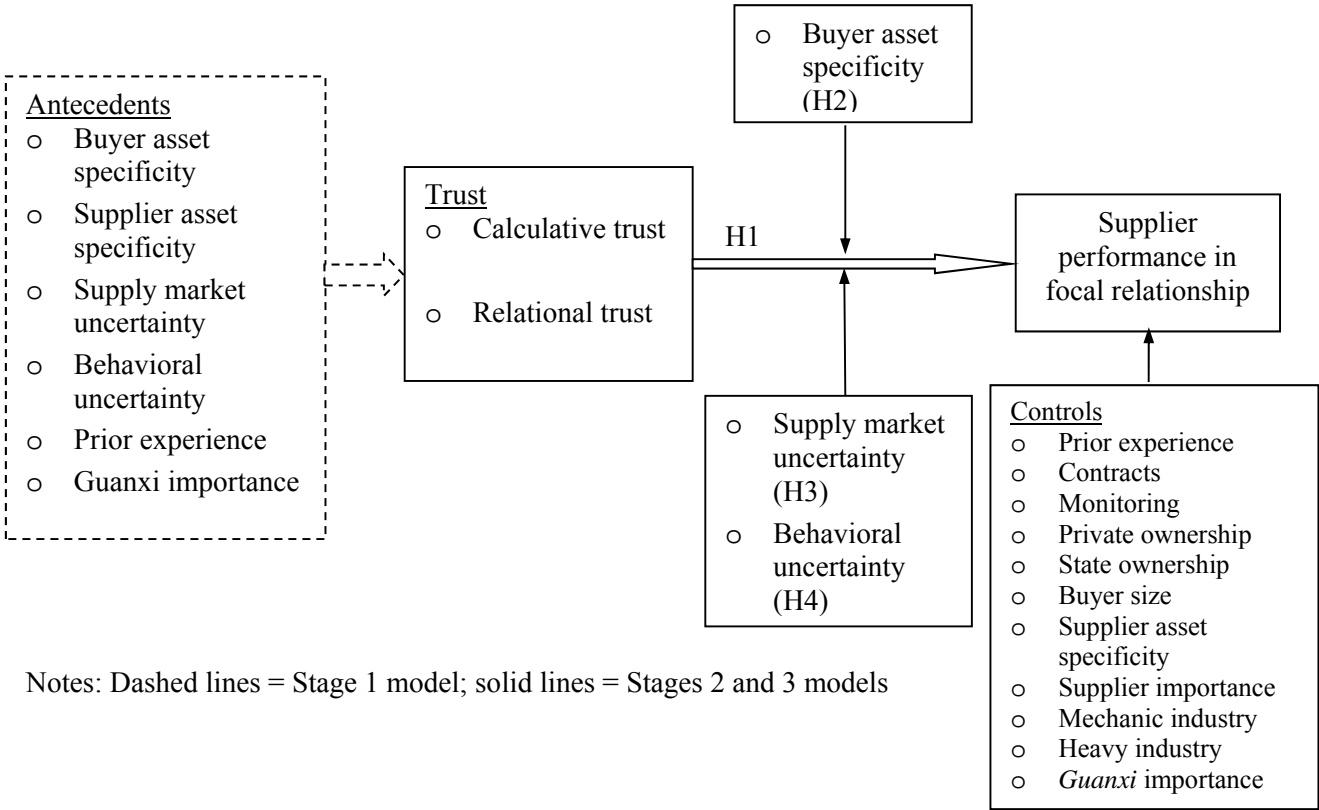 Antecedents
o Buyer asset
specificity
o Supplier asset
specificity
o Supply market
uncertainty
o Behavioral
uncertainty
o Prior experience
o Guanxi importance
Trust
o Calculative trust
o Relational trust
H1
o Buyer asset
specificity
(H2)
o Supply market
uncertainty
(H3)
o Behavioral
uncertainty
(H4)
Supplier
performance in
focal relationship
Controls
o Prior experience
o Contracts
o Monitoring
o Private ownership
o State ownership
o Buyer size
o Supplier asset
specificity
o Supplier importance
o Mechanic industry
o Heavy industry
o Guanxi importance
Notes: Dashed lines = Stage 1 model; solid lines = Stages 2 and 3 models